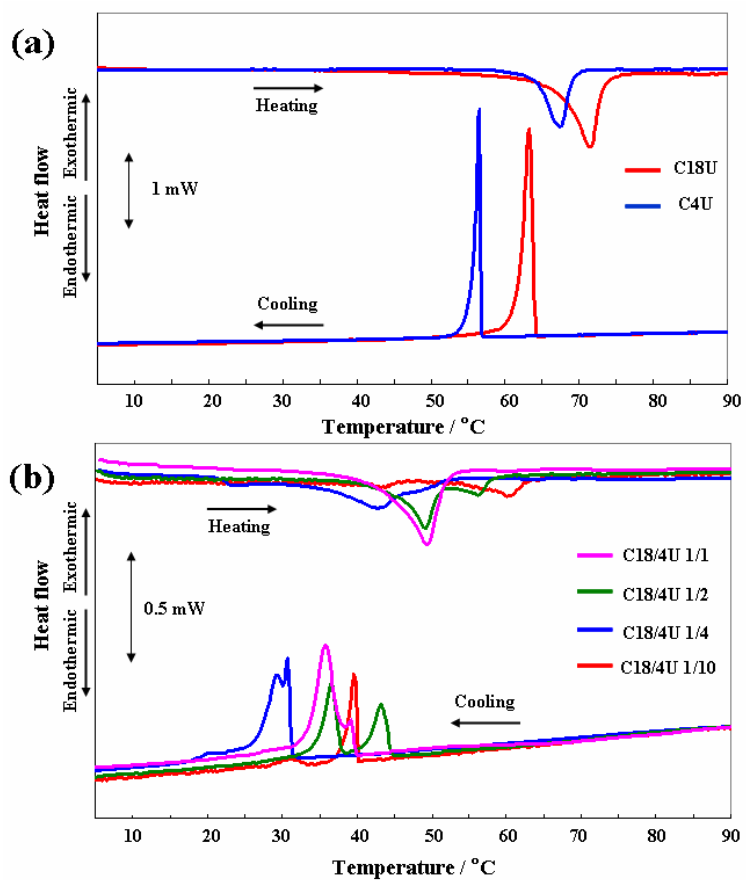 (a)
Heating
Exothermic
Heat flow
Endothermic
1 mW
C18U
C4U
Cooling
10 20 30 40 50 60 70 80 90
Temperature / °C
(b)
Heating
Exothermic
Heat flow
Endothermic
0.5 mW
C18/4U 1/1
C18/4U 1/2
C18/4U 1/4
C18/4U 1/10
Cooling
10 20 30 40 50 60 70 80 90
Temperature / °C